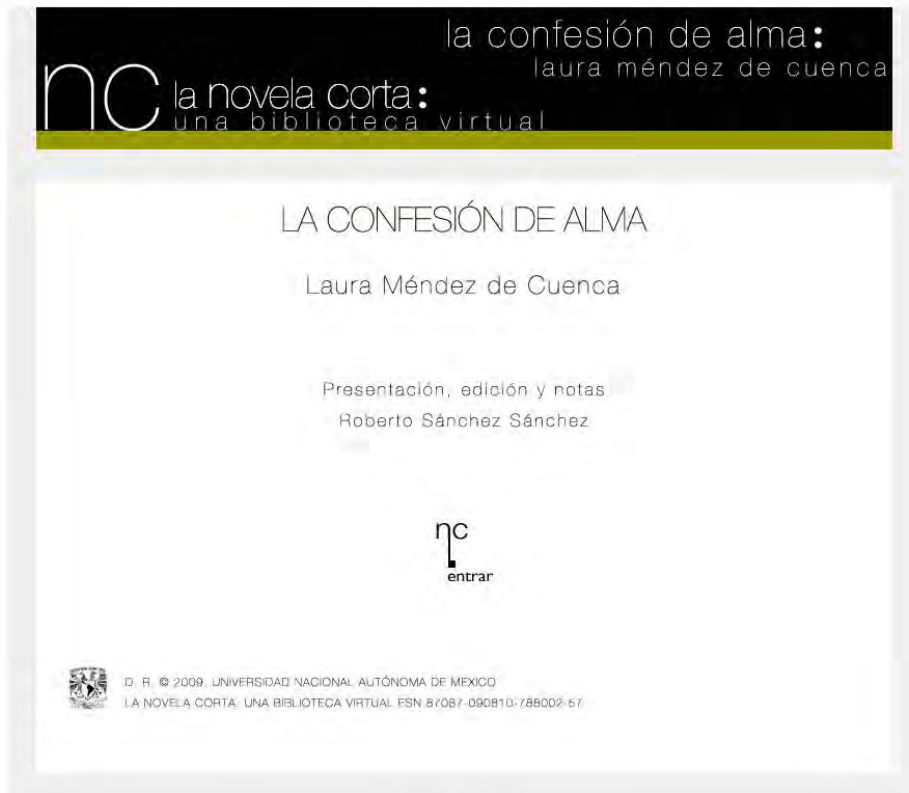 la confesión de alma:
laura méndez de cuenca
nc la novela corta:
una biblioteca virtual
LA CONFESIÓN DE ALMA
Laura Méndez de Cuenca
Presentación, edición y notas
Roberto Sánchez Sánchez
nc
entrar
D. R. © 2009. UNIVERSIDAD NACIONAL AUTÓNOMA DE MEXICO
LA NOVELA CORTA. UNA BIBLIOTECA VIRTUAL ESN 87087-090810-788002-57